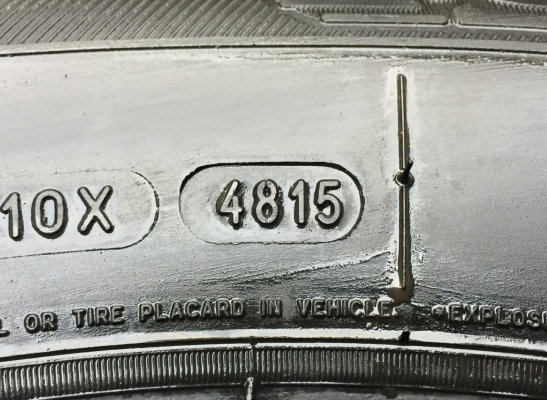 10X 4815
OR TIRE PLACARD IN VEHICLE. •EXPLOS